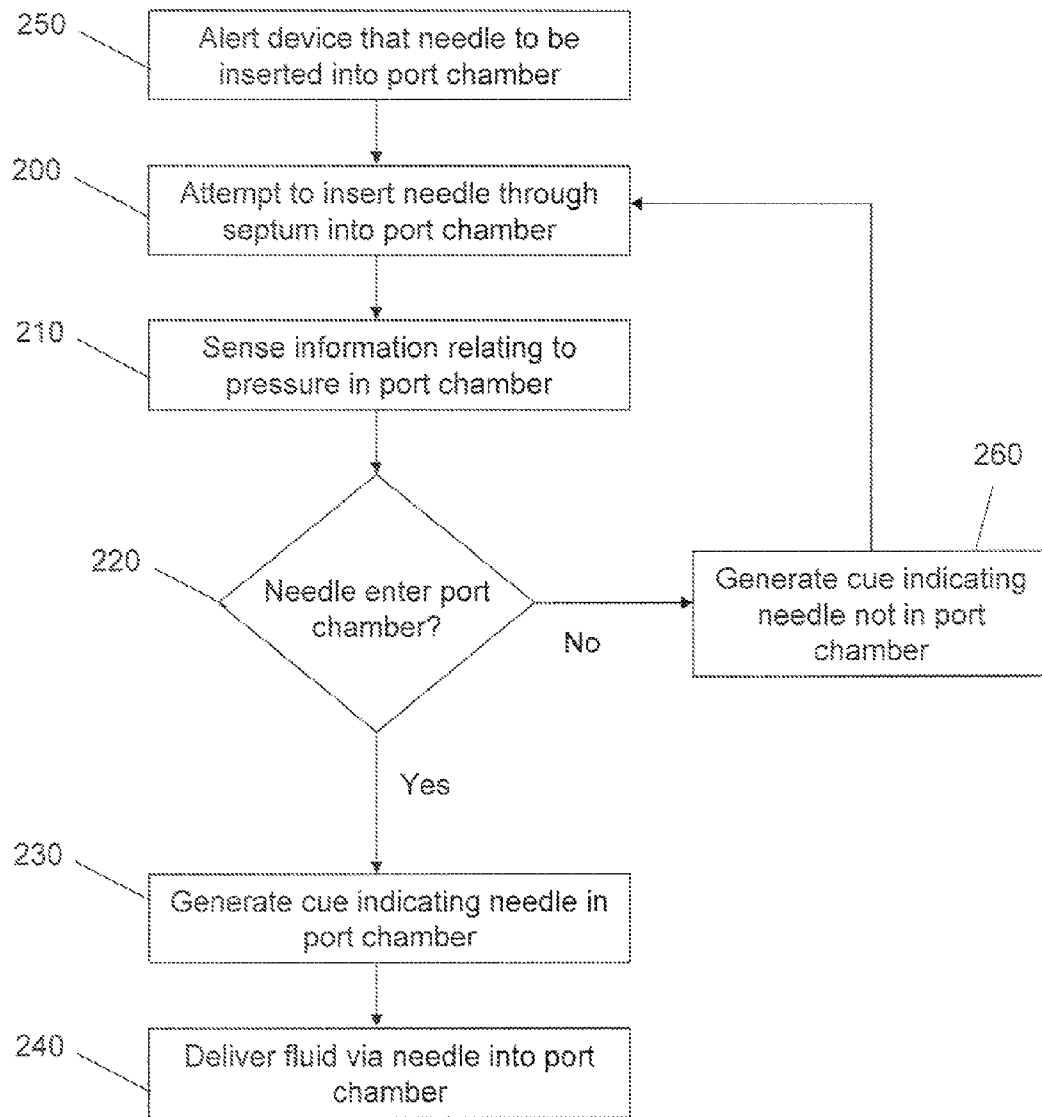 250
Alert device that needle to be
inserted into port chamber
200
Attempt to insert needle through
septum into port chamber
210
Sense information relating to
pressure in port chamber
260
220
Needle enter port
chamber?
Generate cue indicating
needle not in port
chamber
No
Yes
230
Generate cue indicating needle in
port chamber
240
Deliver fluid via needle into port
chamber